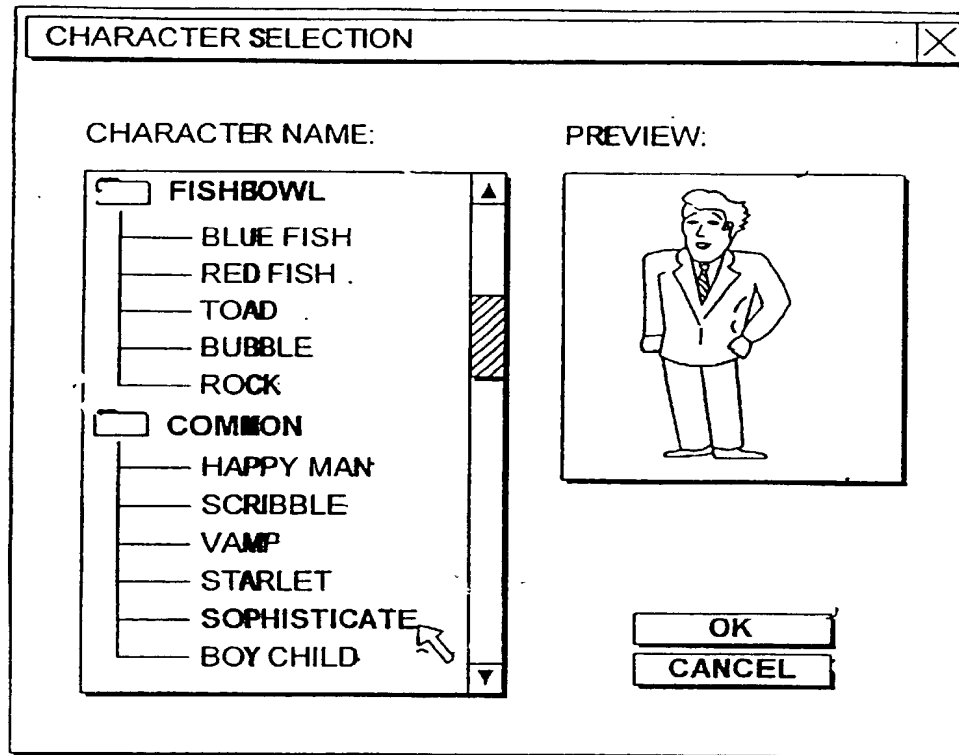 CHARACTER SELECTION
CHARACTER NAME:
FISHBOWL
BLUE FISH
RED FISH
TOAD
BUBBLE
ROCK
COMMON
HAPPY MAN
SCRIBBLE
VAMP
STARLET
SOPHISTICATE
BOY CHILD
PREVIEW:
OK
CANCEL